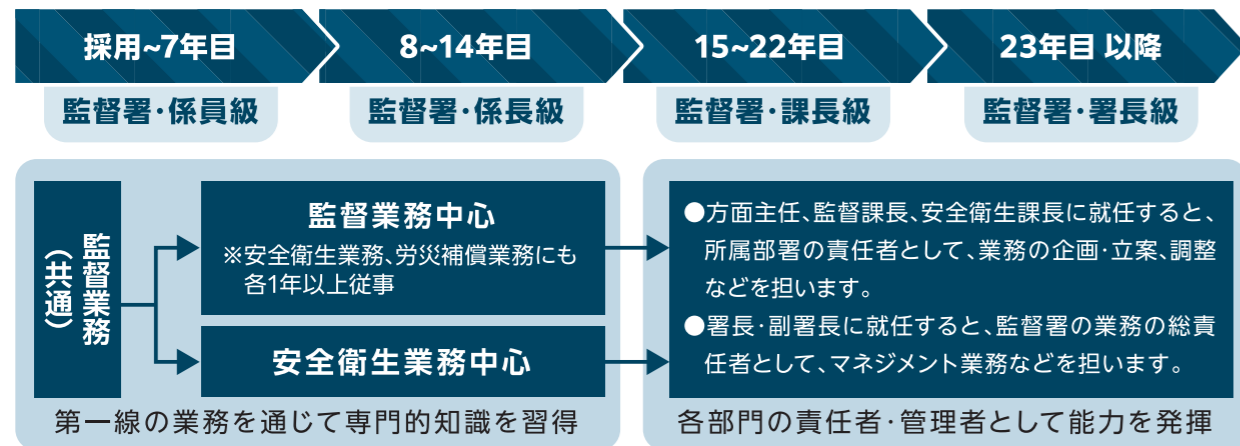 採用~7年目
8~14年目
15~22年目
23年目 以降
監督署・係員級
監督署・係長級
監督署・課長級
監督署・署長級
監督業務
（共通）
監督業務中心
※安全衛生業務、労災補償業務にも
各1年以上従事
安全衛生業務中心
第一線の業務を通じて専門的知識を習得
●方面主任、監督課長、安全衛生課長に就任すると、
所属部署の責任者として、業務の企画・立案、調整
などを担います。
●署長・副署長に就任すると、監督署の業務の総責
任者として、マネジメント業務などを担います。
各部門の責任者・管理者として能力を発揮